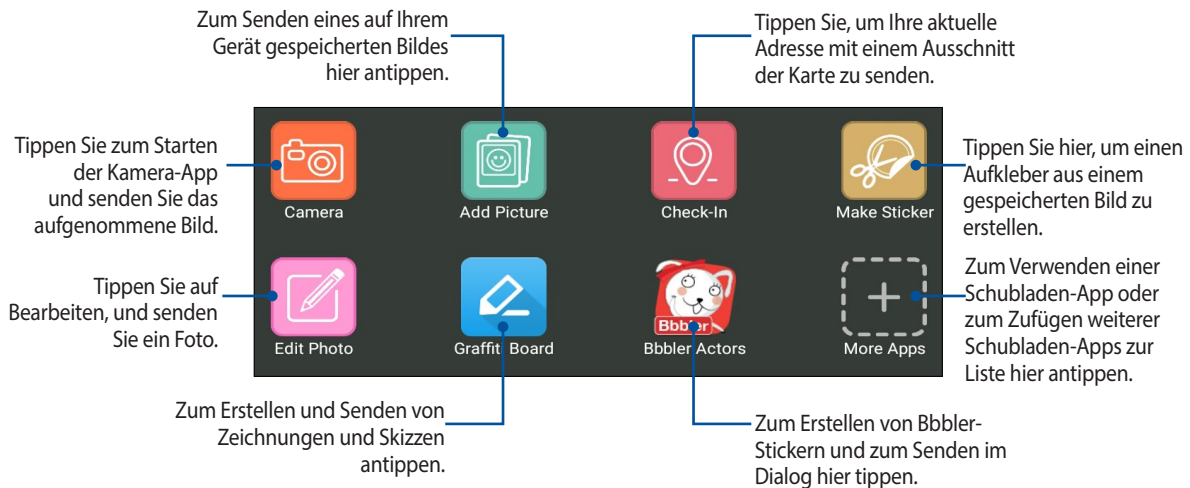 Zum Senden eines auf Ihrem
Gerät gespeicherten Bildes
hier antippen.
Tippen Sie, um Ihre aktuelle
Adresse mit einem Ausschnitt
der Karte zu senden.
Tippen Sie zum Starten
der Kamera-App
und senden Sie das
aufgenommene Bild.
Camera
Add Picture
Check-In
Make Sticker
Tippen Sie hier, um einen
Aufkleber aus einem
gespeicherten Bild zu
erstellen.
Tippen Sie auf
Bearbeiten, und senden
Sie ein Foto.
Bbbler
Edit Photo
Graffiti Board
Bbbler Actors
More Apps
Zum Verwenden einer
Schubladen-App oder
zum Zufügen weiterer
Schubladen-Apps zur
Liste hier antippen.
Zum Erstellen und Senden von
Zeichnungen und Skizzen
antippen.
Zum Erstellen von Bbbler-
Stickern und zum Senden im
Dialog hier tippen.